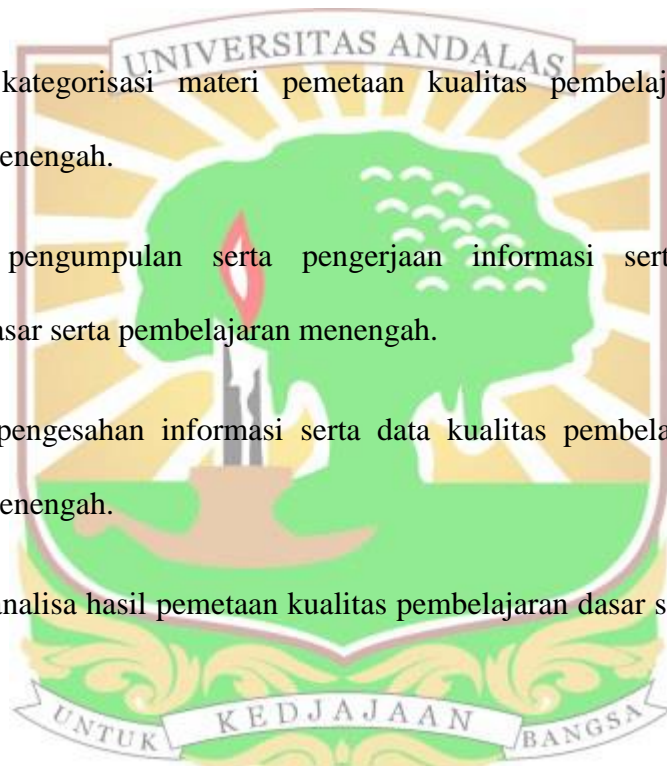 UNIVERSITAS ANDALAS
kategorisasi materi pemetaan kualitas pembelaj
enengah.
pengumpulan serta pengerjaan informasi sert
asar serta pembelajaran menengah.
pengesahan informasi serta data kualitas pembela
enengah.
analisa hasil pemetaan kualitas pembelajaran dasar s
UNTUK KEDJAJAAN BANGSA